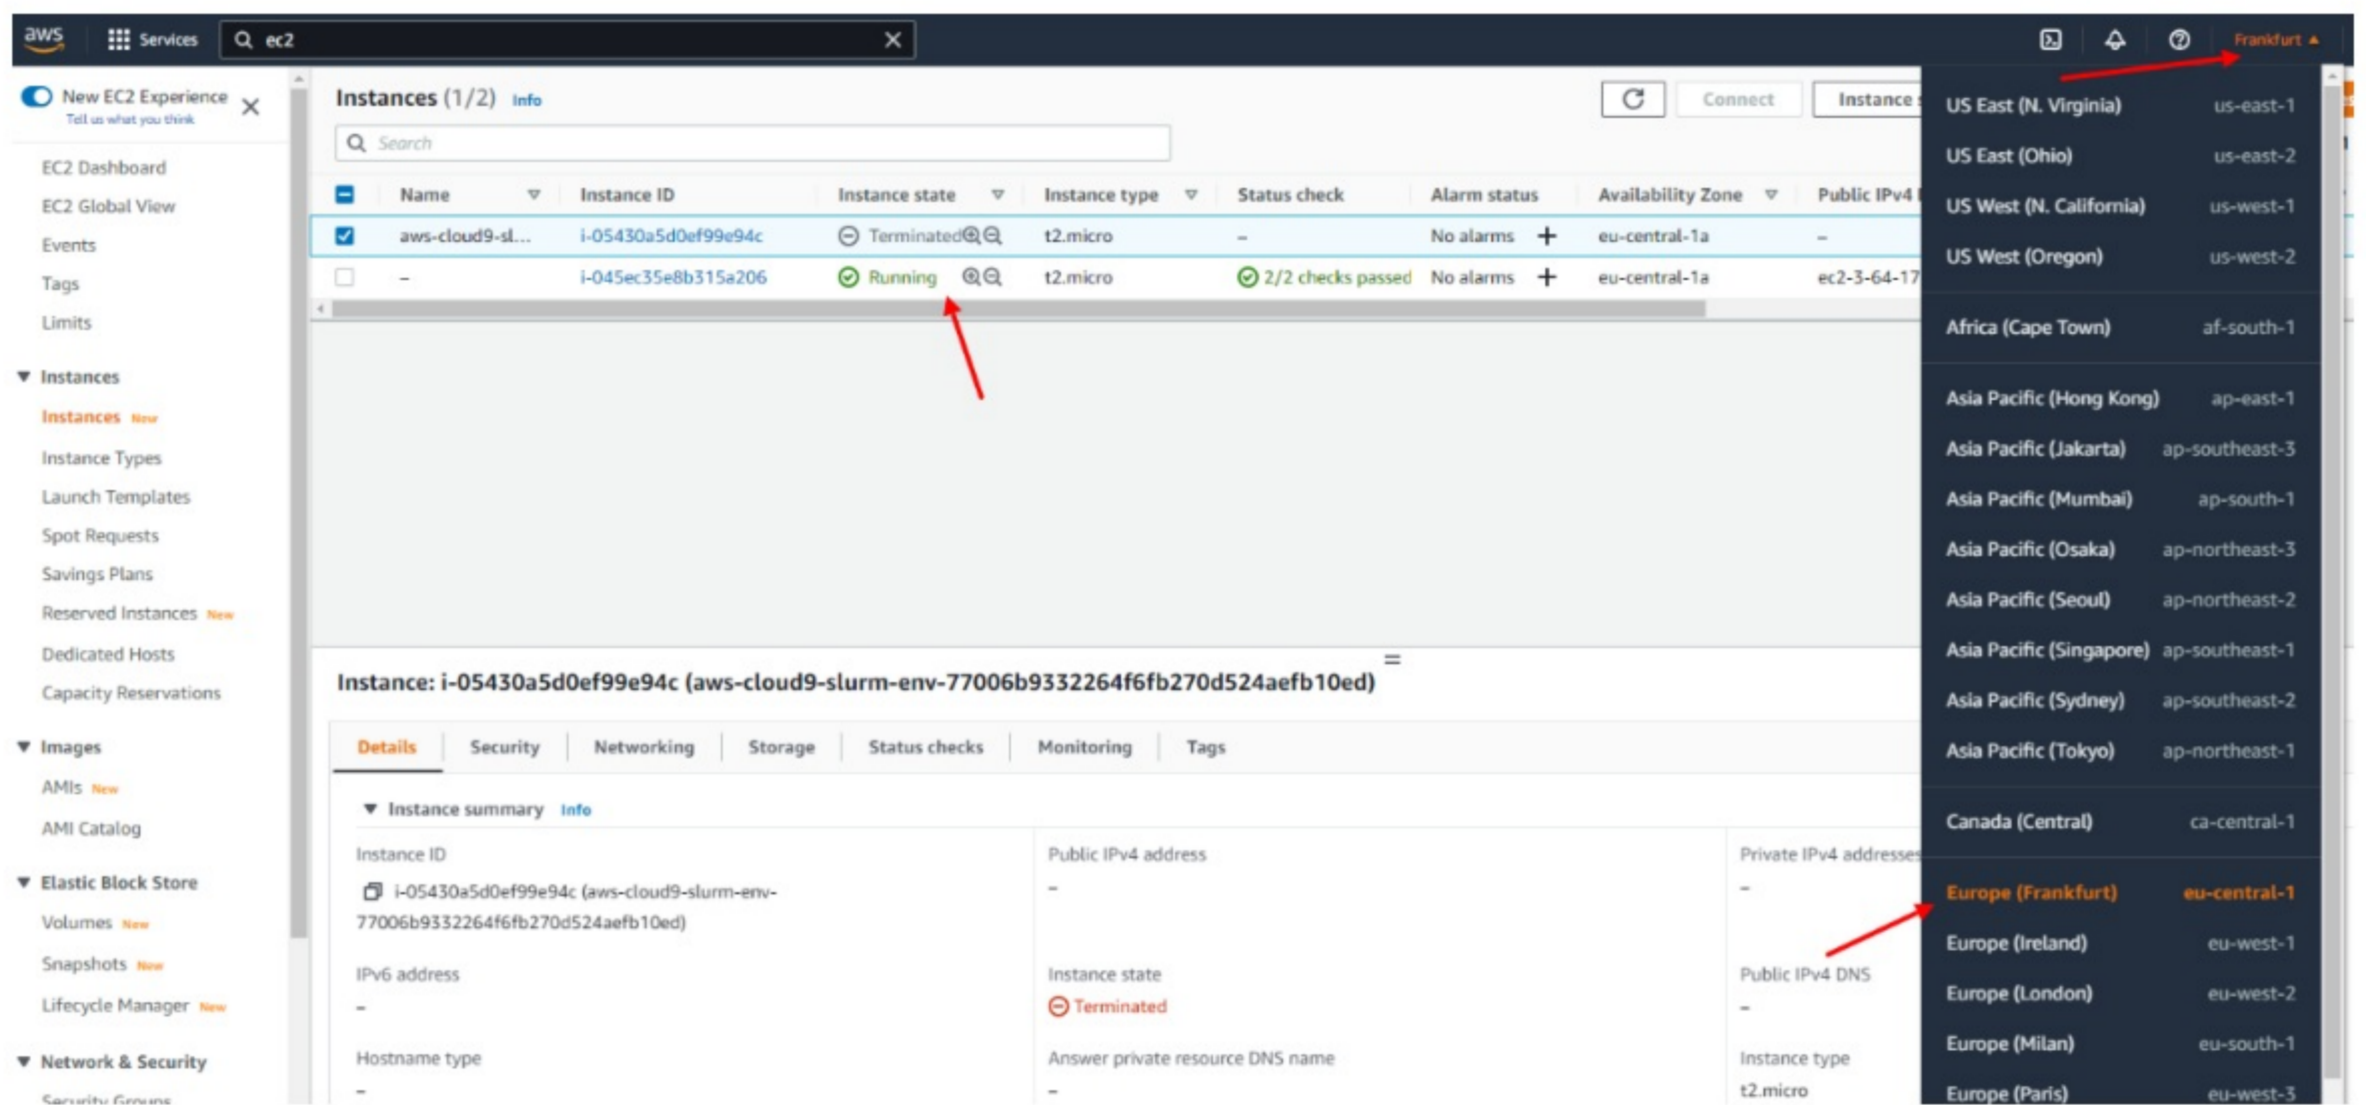 aws Services ec2 Frankfurt
New EC2 Experience
Tell us what you think
EC2 Dashboard
EC2 Global View
Events
Tags
Limits
Instances
Instances New
Instance Types
Launch Templates
Spot Requests
Savings Plans
Reserved Instances New
Dedicated Hosts
Capacity Reservations
Images
AMIs New
AMI Catalog
Elastic Block Store
Volumes New
Snapshots New
Lifecycle Manager New
Network & Security
Security Groups
Instances (1/2) Info
Connect
Instance
Search
Name Instance ID Instance state Instance type Status check Alarm status Availability Zone Public IPv4
aws-cloud9-sl... i-05430a5d0ef99e94c Terminated t2.micro – No alarms + eu-central-1a –
– i-045ec35e8b315a206 Running t2.micro 2/2 checks passed No alarms + eu-central-1a ec2-3-64-17
Instance: i-05430a5d0ef99e94c (aws-cloud9-slurm-env-77006b9332264f6fb270d524aefb10ed)
Details Security Networking Storage Status checks Monitoring Tags
Instance summary Info
Instance ID
i-05430a5d0ef99e94c (aws-cloud9-slurm-env-
77006b9332264f6fb270d524aefb10ed)
Public IPv4 address
–
Private IPv4 addresses
–
IPv6 address
–
Instance state
Terminated
Public IPv4 DNS
–
Hostname type
–
Answer private resource DNS name
–
Instance type
t2.micro
US East (N. Virginia) us-east-1
US East (Ohio) us-east-2
US West (N. California) us-west-1
US West (Oregon) us-west-2
Africa (Cape Town) af-south-1
Asia Pacific (Hong Kong) ap-east-1
Asia Pacific (Jakarta) ap-southeast-3
Asia Pacific (Mumbai) ap-south-1
Asia Pacific (Osaka) ap-northeast-3
Asia Pacific (Seoul) ap-northeast-2
Asia Pacific (Singapore) ap-southeast-1
Asia Pacific (Sydney) ap-southeast-2
Asia Pacific (Tokyo) ap-northeast-1
Canada (Central) ca-central-1
Europe (Frankfurt) eu-central-1
Europe (Ireland) eu-west-1
Europe (London) eu-west-2
Europe (Milan) eu-south-1
Europe (Paris) eu-west-3